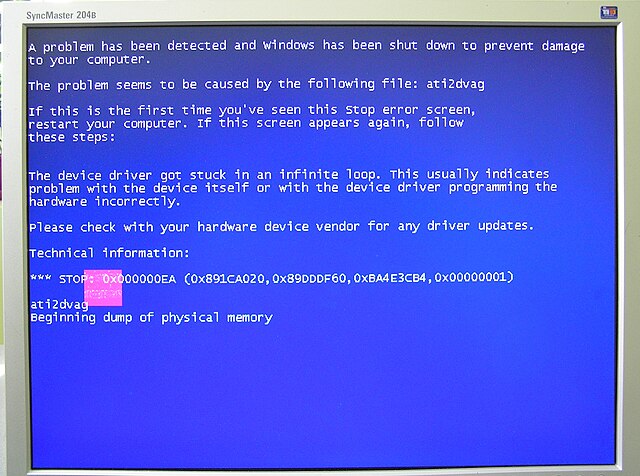 SyncMaster 204B
A problem has been detected and Windows has been shut down to prevent damage
to your computer.
The problem seems to be caused by the following file: ati2dvag
If this is the first time you've seen this Stop error screen,
restart your computer. If this screen appears again, follow
these steps:
The device driver got stuck in an infinite loop. This usually indicates
problem with the device itself or with the device driver programming the
hardware incorrectly.
Please check with your hardware device vendor for any driver updates.
Technical information:
*** STOP: 0x000000EA (0x891CA020,0x89DDDF60,0xBA4E3CB4,0x00000001)
ati2dvag
Beginning dump of physical memory